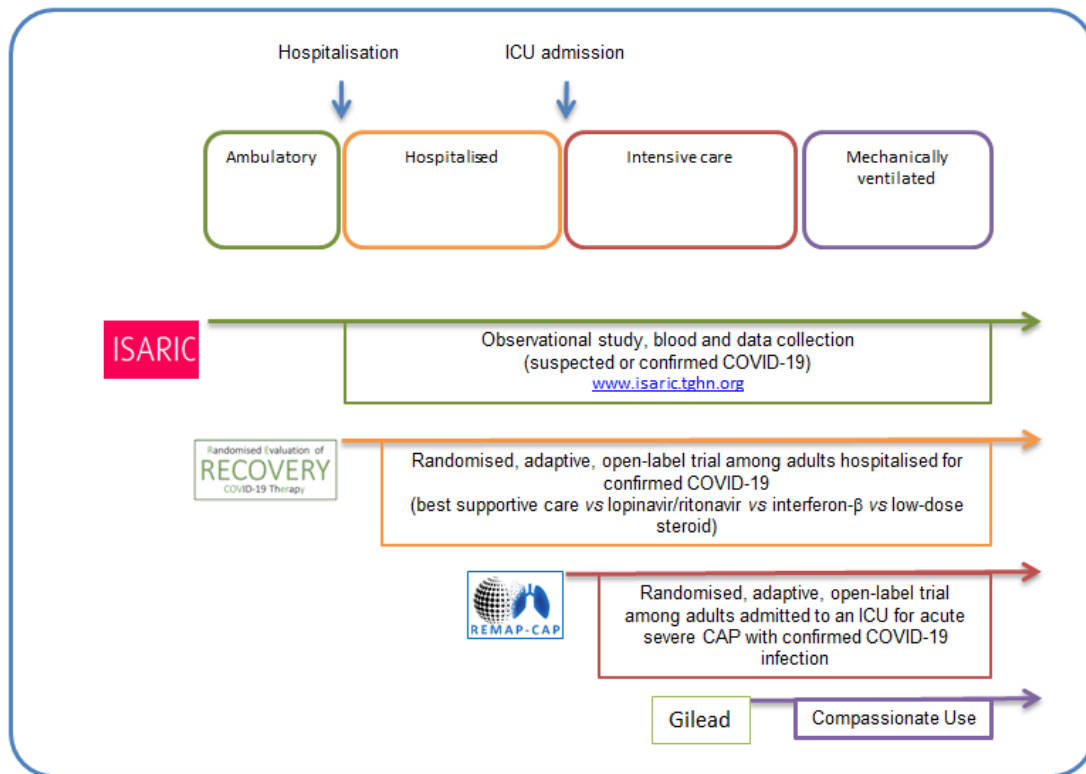 Hospitalisation
ICU admission
Ambulatory
Hospitalised
Intensive care
Mechanically
ventilated
ISARIC
Observational study, blood and data collection
(suspected or confirmed COVID-19)
www.isaric.tghn.org
Randomised Evaluation of
RECOVERY
COVID-19 Therapy
Randomised, adaptive, open-label trial among adults hospitalised for
confirmed COVID-19
(best supportive care vs lopinavir/ritonavir vs interferon-β vs low-dose
steroid)
REMAP-CAP
Randomised, adaptive, open-label trial
among adults admitted to an ICU for acute
severe CAP with confirmed COVID-19
infection
Gilead
Compassionate Use